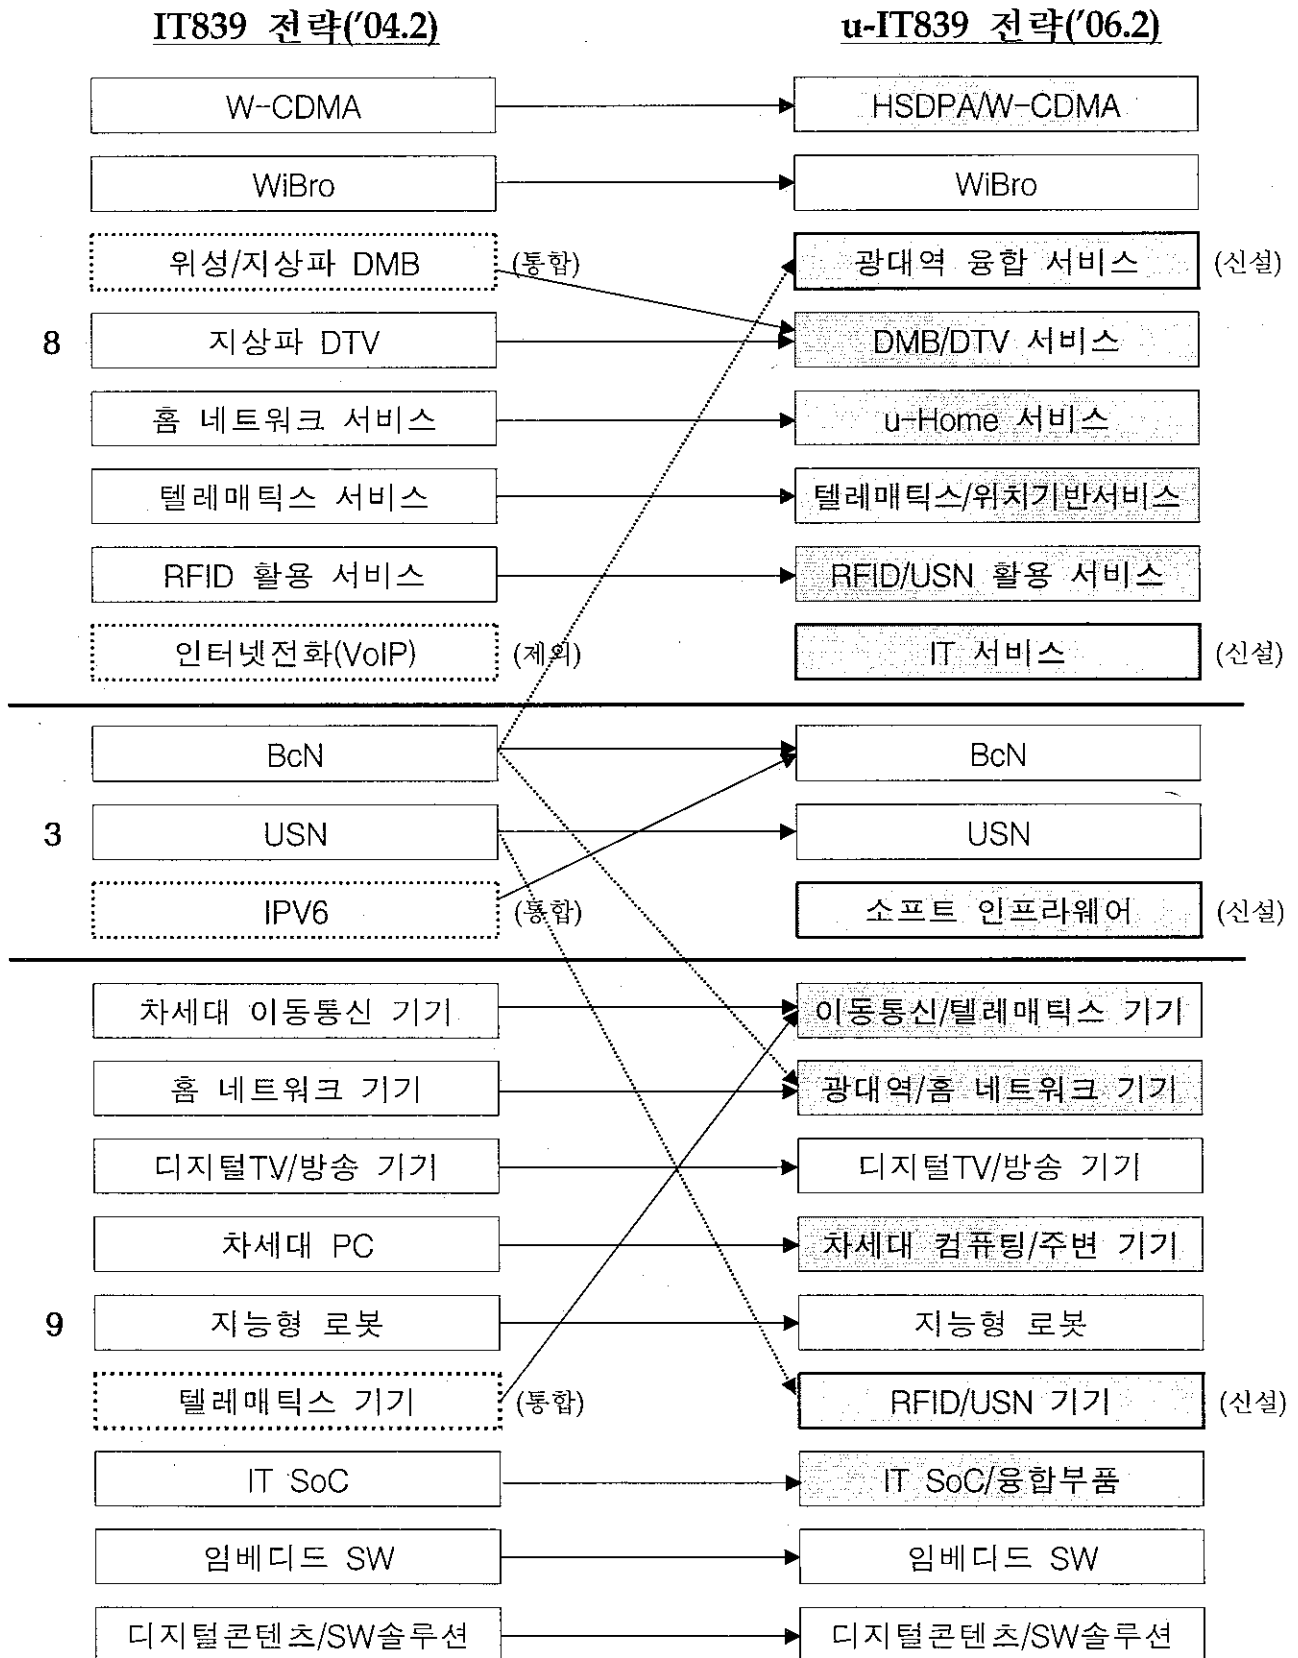 IT839 전략('04.2) u-IT839 전략('06.2)
W-CDMA HSDPA/W-CDMA
WiBro WiBro
위성/지상파 DMB (통합) 광대역 융합 서비스 (신설)
8 지상파 DTV DMB/DTV 서비스
홈 네트워크 서비스 u-Home 서비스
텔레매틱스 서비스 텔레매틱스/위치기반서비스
RFID 활용 서비스 RFID/USN 활용 서비스
인터넷전화(VoIP) (제외) IT 서비스 (신설)
BcN BcN
3 USN USN
IPV6 (통합) 소프트 인프라웨어 (신설)
차세대 이동통신 기기 이동통신/텔레매틱스 기기
홈 네트워크 기기 광대역/홈 네트워크 기기
디지털TV/방송 기기 디지털TV/방송 기기
차세대 PC 차세대 컴퓨팅/주변 기기
9 지능형 로봇 지능형 로봇
텔레매틱스 기기 (통합) RFID/USN 기기 (신설)
IT SoC IT SoC/융합부품
임베디드 SW 임베디드 SW
디지털콘텐츠/SW솔루션 디지털콘텐츠/SW솔루션